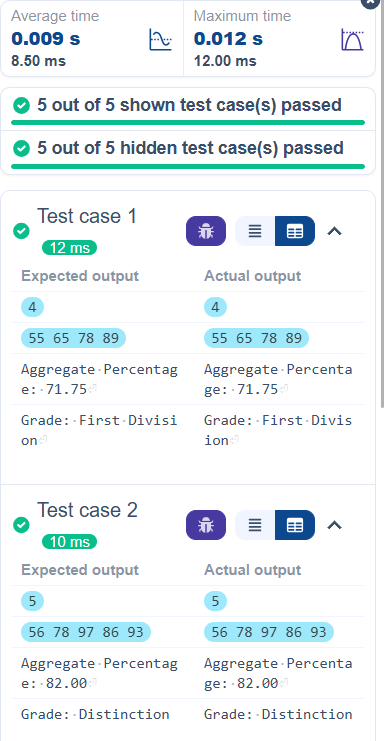 Average time
0.009 s
8.50 ms
Maximum time
0.012 s
12.00 ms
5 out of 5 shown test case(s) passed
5 out of 5 hidden test case(s) passed
Test case 1
12 ms
Expected output
Actual output
4
4
55 65 78 89
55 65 78 89
Aggregate·Percentag
e:·71.75⏎
Aggregate·Percenta
ge:·71.75⏎
Grade:·First·Divisi
on⏎
Grade:·First·Divis
ion⏎
Test case 2
10 ms
Expected output
Actual output
5
5
56 78 97 86 93
56 78 97 86 93
Aggregate·Percentag
e:·82.00⏎
Aggregate·Percenta
ge:·82.00⏎
Grade:·Distinction
Grade:·Distinction